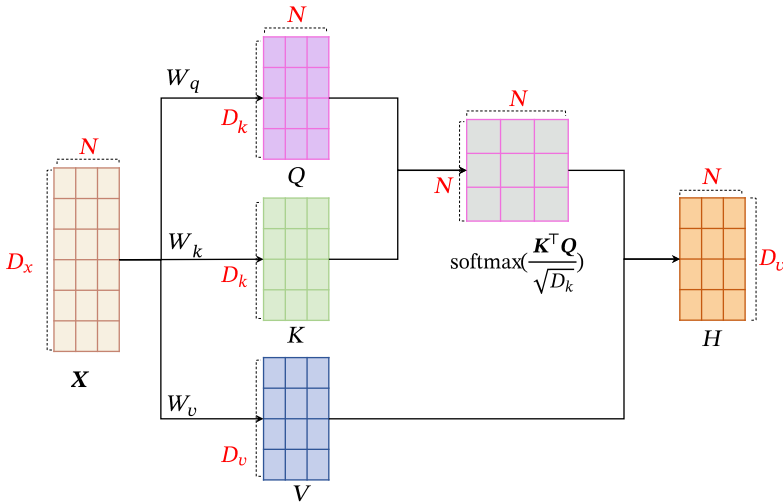 N
W_q
D_k
Q
N
N
softmax(K^⊤Q/√D_k)
N
D_x
X
W_k
D_k
K
N
D_v
H
W_v
D_v
V